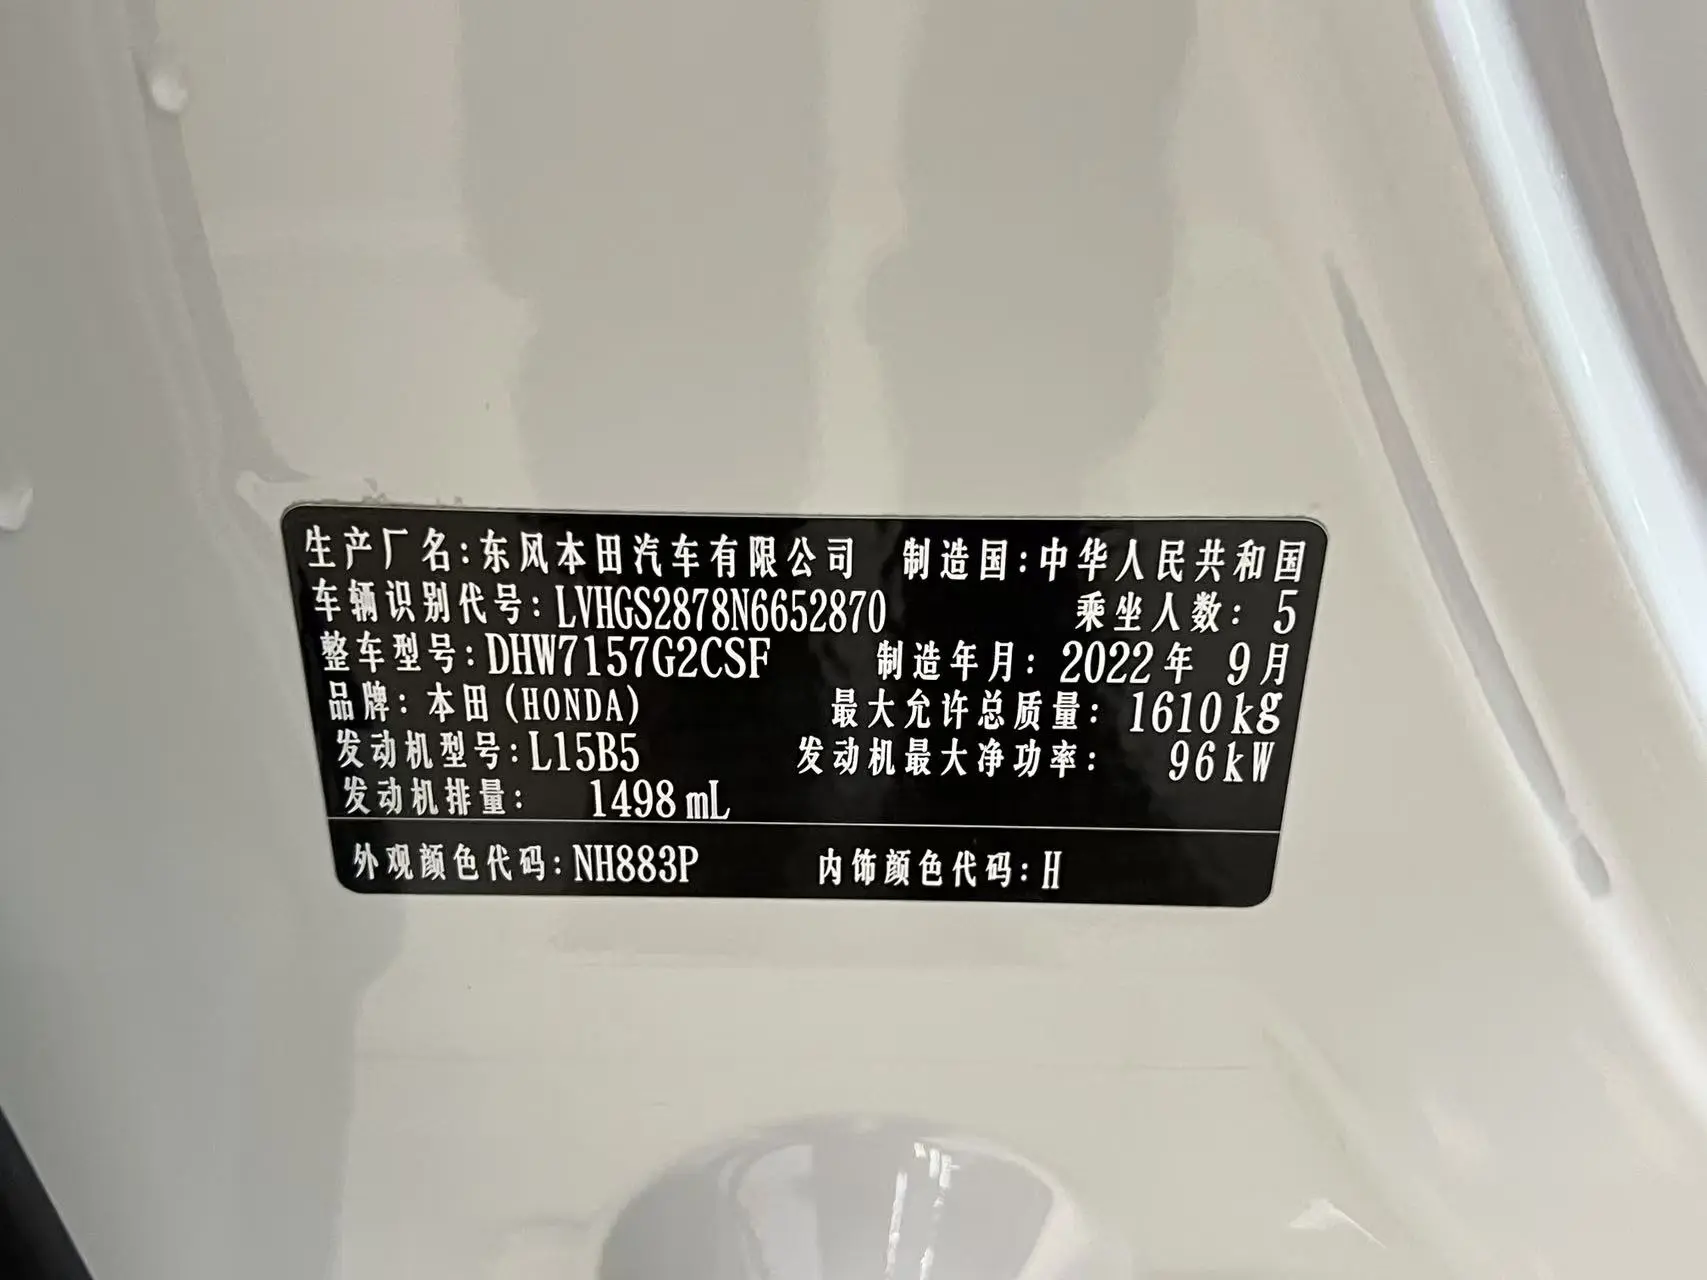 生产厂名:东风本田汽车有限公司 制造国:中华人民共和国
车辆识别代号:LVHGS2878N6652870 乘坐人数: 5
整车型号:DHW7157G2CSF 制造年月: 2022年 9月
品牌: 本田(HONDA) 最大允许总质量: 1610kg
发动机型号:L15B5 发动机最大净功率: 96kW
发动机排量: 1498mL
外观颜色代码:NH883P 内饰颜色代码:H